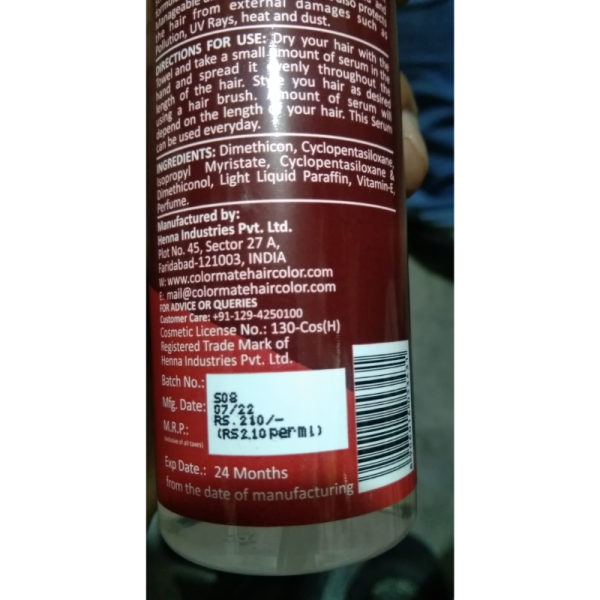 Manageable
the hair from external damages such as
Pollution, UV Rays, heat and dust.
DIRECTIONS FOR USE: Dry your hair with the
Towel and take a small amount of serum in the
hand and spread it evenly throughout the
length of the hair. Style you hair as desired
using a hair brush. Amount of serum will
depend on the length of your hair. This Serum
can be used everyday.
INGREDIENTS: Dimethicon, Cyclopentasiloxane,
Isopropyl Myristate, Cyclopentasiloxane &
Dimethiconol, Light Liquid Paraffin, Vitamin-E,
Perfume.
Manufactured by:
Henna Industries Pvt. Ltd.
Plot No. 45, Sector 27 A,
Faridabad-121003, INDIA
W: www.colormatehaircolor.com
E: mail@colormatehaircolor.com
FOR ADVICE OR QUERIES
Customer Care: +91-129-4250100
Cosmetic License No.: 130-Cos(H)
Registered Trade Mark of
Henna Industries Pvt. Ltd.
Batch No.: S08
Mfg. Date: 07/22
M.R.P.: RS.210/-
(Inclusive of all taxes) (RS2.10 per ml)
Exp Date.: 24 Months
from the date of manufacturing